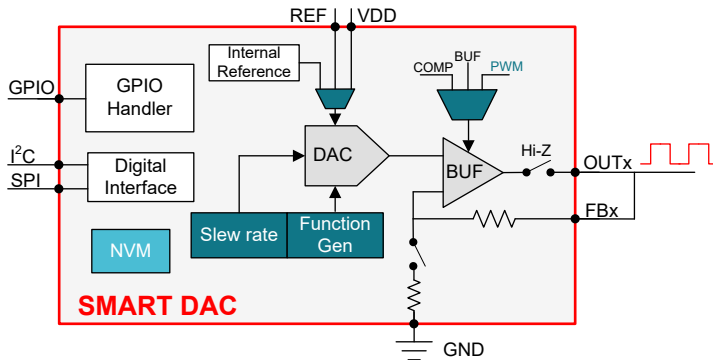 REF
VDD
Internal
Reference
BUF
COMP
PWM
GPIO
GPIO
Handler
Hi-Z
DAC
BUF
OUTx
I²C
SPI
Digital
Interface
FBx
Slew rate
Function
Gen
NVM
SMART DAC
GND